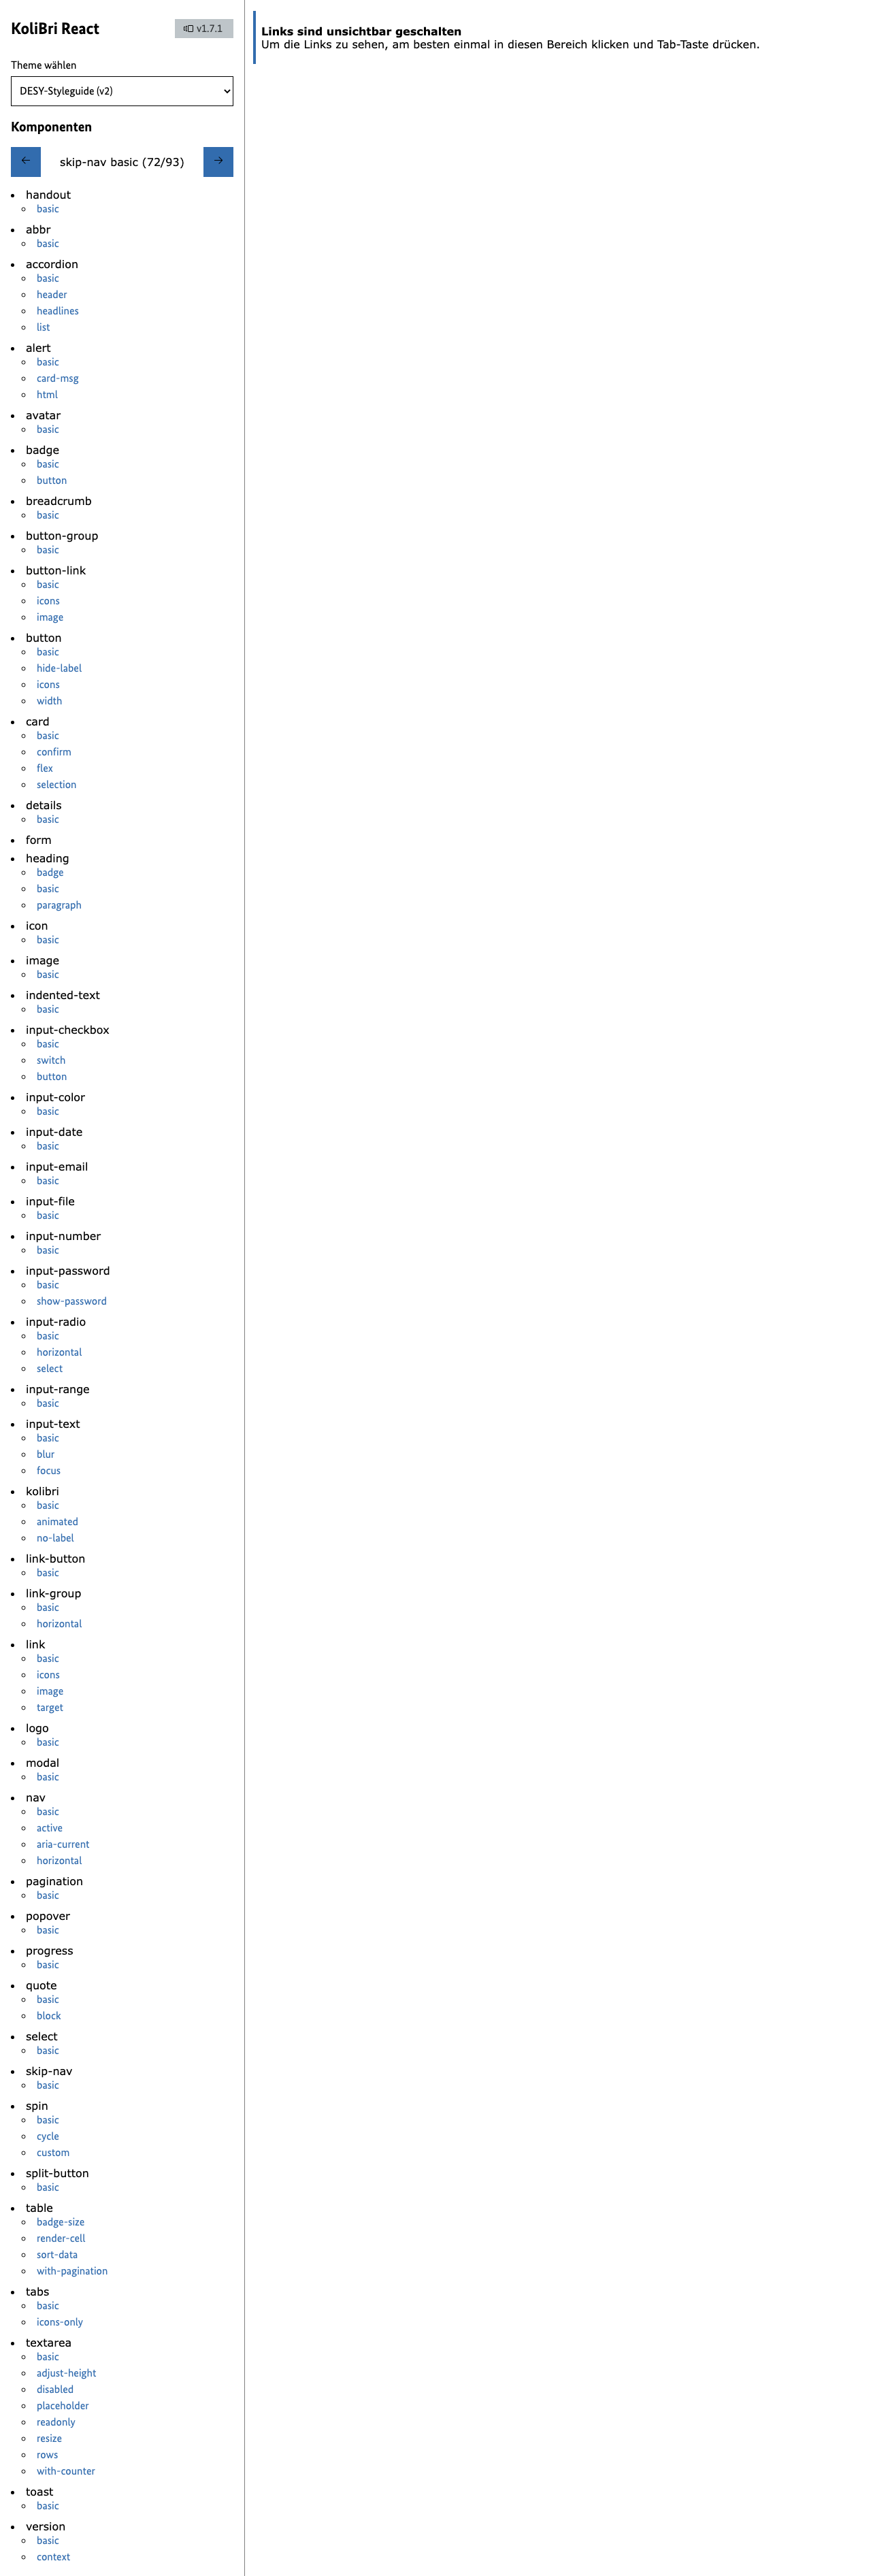 KoliBri React
v1.7.1
Theme wählen
DESY-Styleguide (v2)
Komponenten
← skip-nav basic (72/93) →
handout
basic
abbr
basic
accordion
basic
header
headlines
list
alert
basic
card-msg
html
avatar
basic
badge
basic
button
breadcrumb
basic
button-group
basic
button-link
basic
icons
image
button
basic
hide-label
icons
width
card
basic
confirm
flex
selection
details
basic
form
heading
badge
basic
paragraph
icon
basic
image
basic
indented-text
basic
input-checkbox
basic
switch
button
input-color
basic
input-date
basic
input-email
basic
input-file
basic
input-number
basic
input-password
basic
show-password
input-radio
basic
horizontal
select
input-range
basic
input-text
basic
blur
focus
kolibri
basic
animated
no-label
link-button
basic
link-group
basic
horizontal
link
basic
icons
image
target
logo
basic
modal
basic
nav
basic
active
aria-current
horizontal
pagination
basic
popover
basic
progress
basic
quote
basic
block
select
basic
skip-nav
basic
spin
basic
cycle
custom
split-button
basic
table
badge-size
render-cell
sort-data
with-pagination
tabs
basic
icons-only
textarea
basic
adjust-height
disabled
placeholder
readonly
resize
rows
with-counter
toast
basic
version
basic
context
Links sind unsichtbar geschalten
Um die Links zu sehen, am besten einmal in diesen Bereich klicken und Tab-Taste drücken.